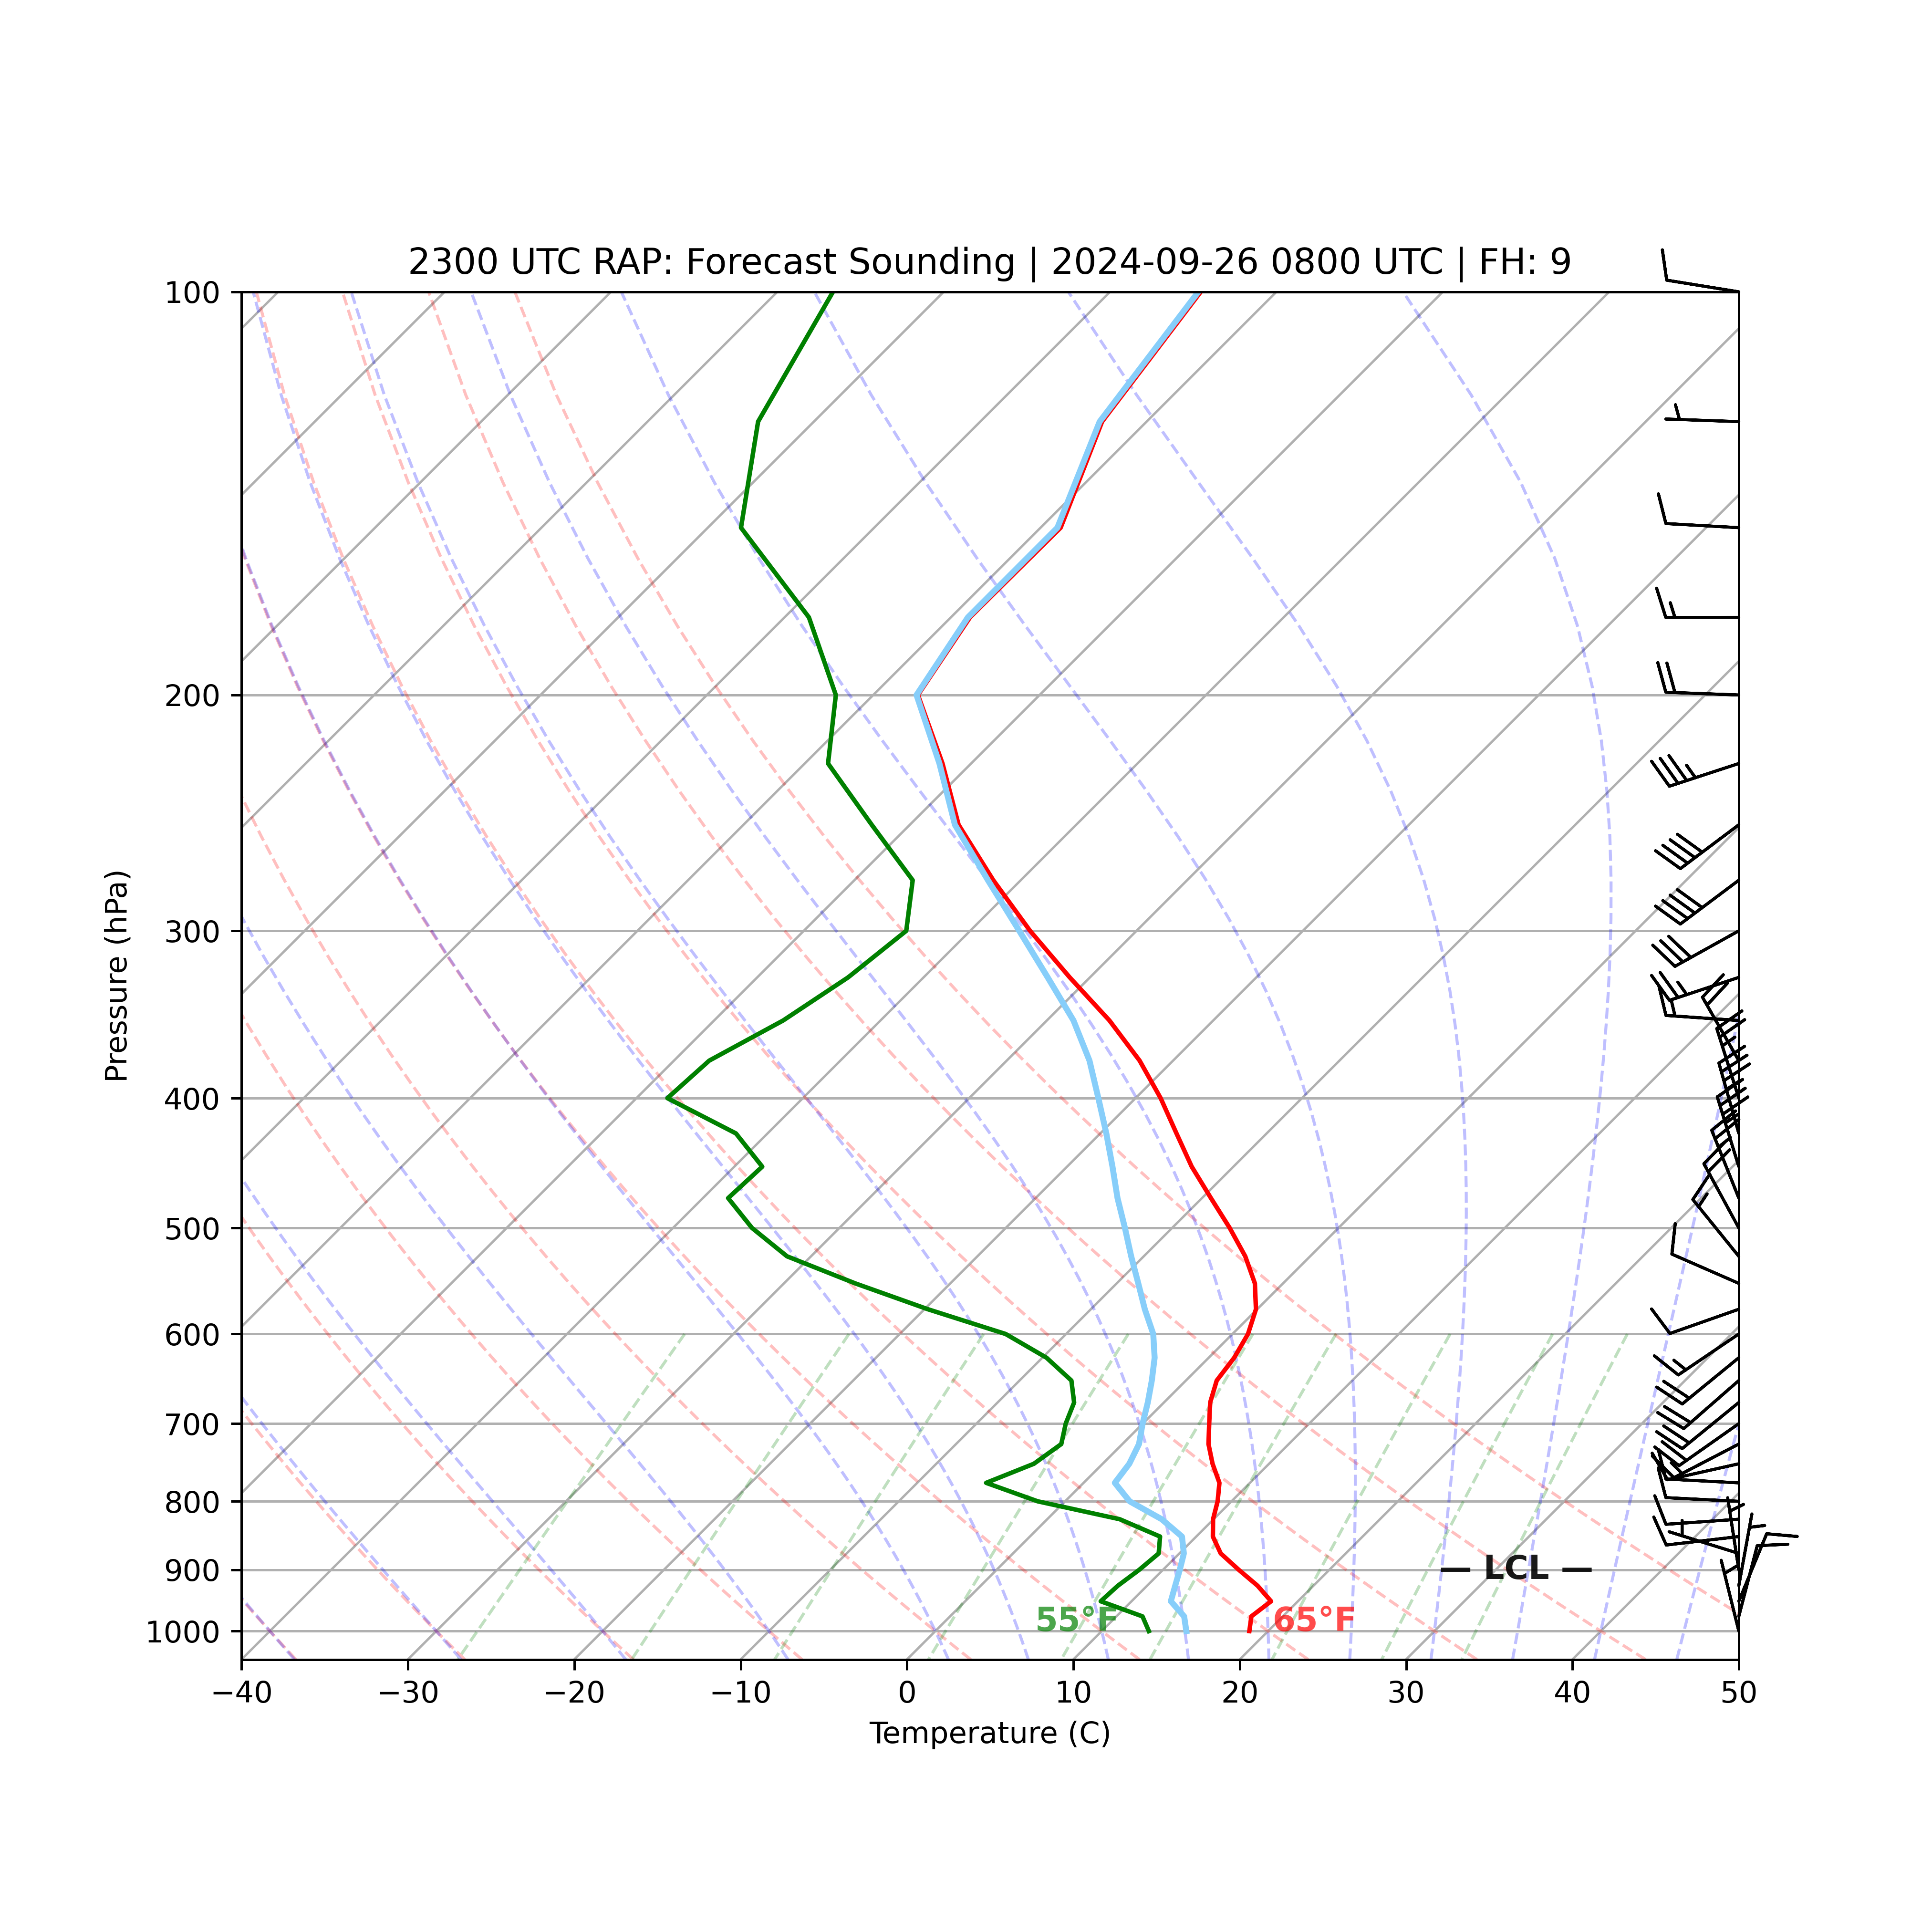 2300 UTC RAP: Forecast Sounding | 2024-09-26 0800 UTC | FH: 9
100
200
300
400
500
600
700
800
900
1000
Pressure (hPa)
— LCL —
55°F
65°F
−40 −30 −20 −10 0 10 20 30 40 50
Temperature (C)